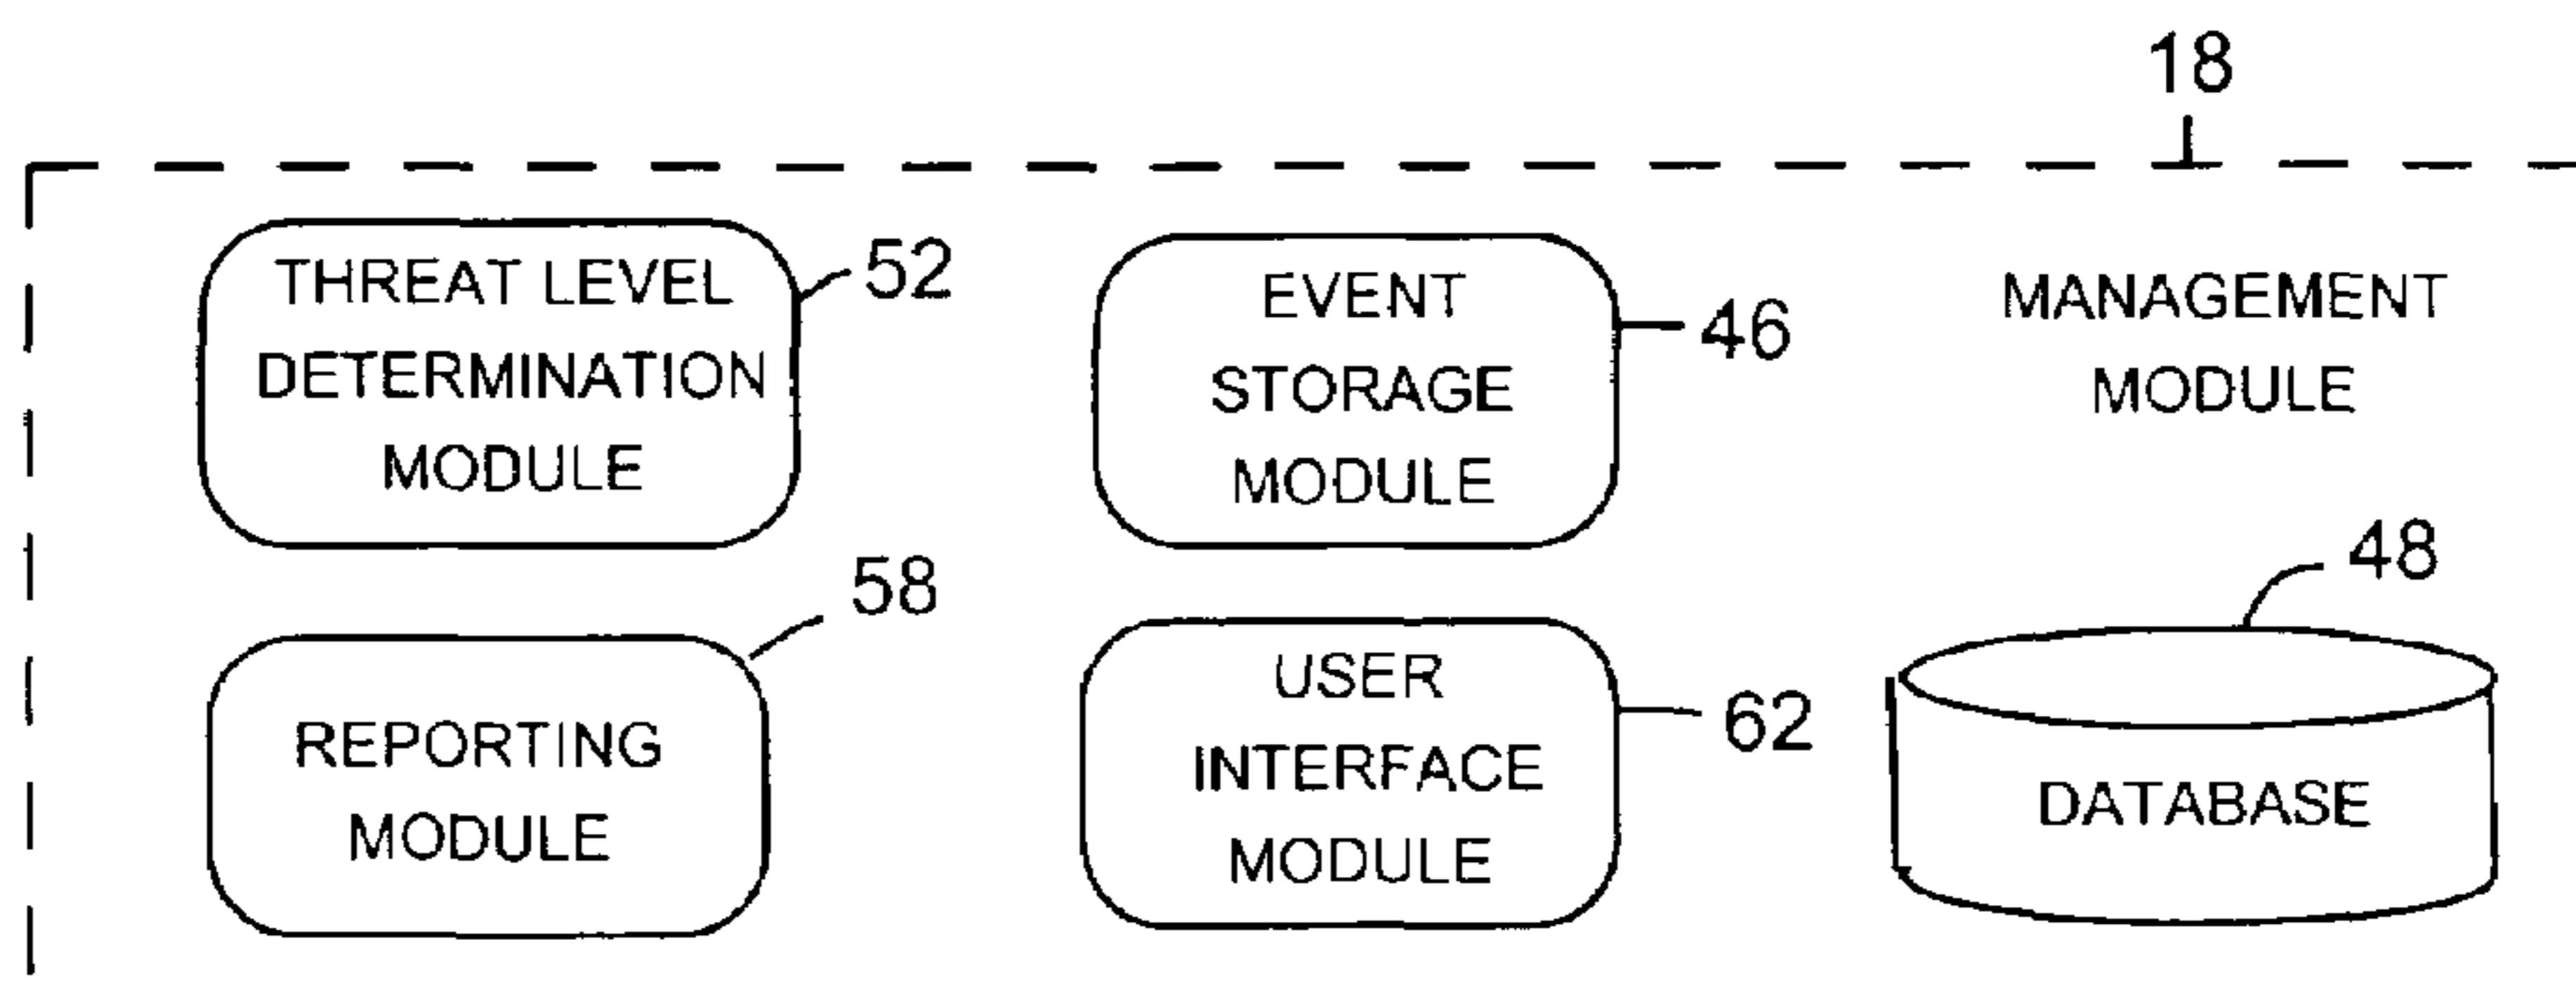 18
THREAT LEVEL
DETERMINATION
MODULE
52
EVENT
STORAGE
MODULE
46
MANAGEMENT
MODULE
REPORTING
MODULE
58
USER
INTERFACE
MODULE
62
48
DATABASE